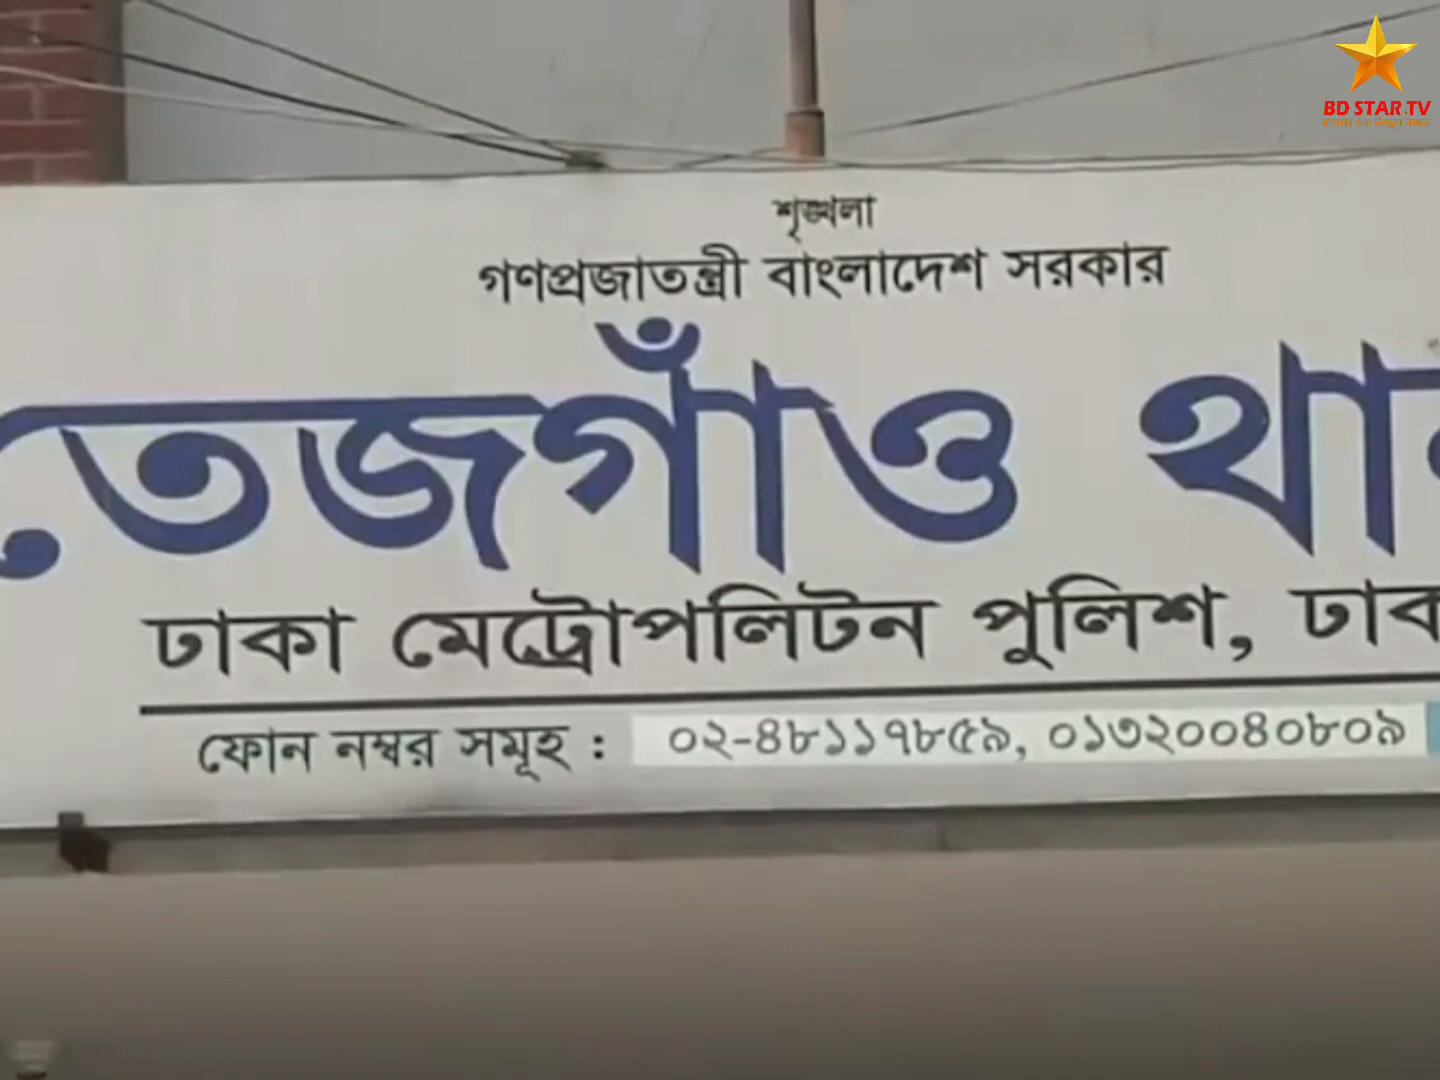 BD STAR TV
শৃঙ্খলা
গণপ্রজাতন্ত্রী বাংলাদেশ সরকার
তেজগাঁও থা
ঢাকা মেট্রোপলিটন পুলিশ, ঢাক
ফোন নম্বর সমূহ : ০২-৪৮১১৭৮৫৯, ০১৩২০০৪০৮০৯